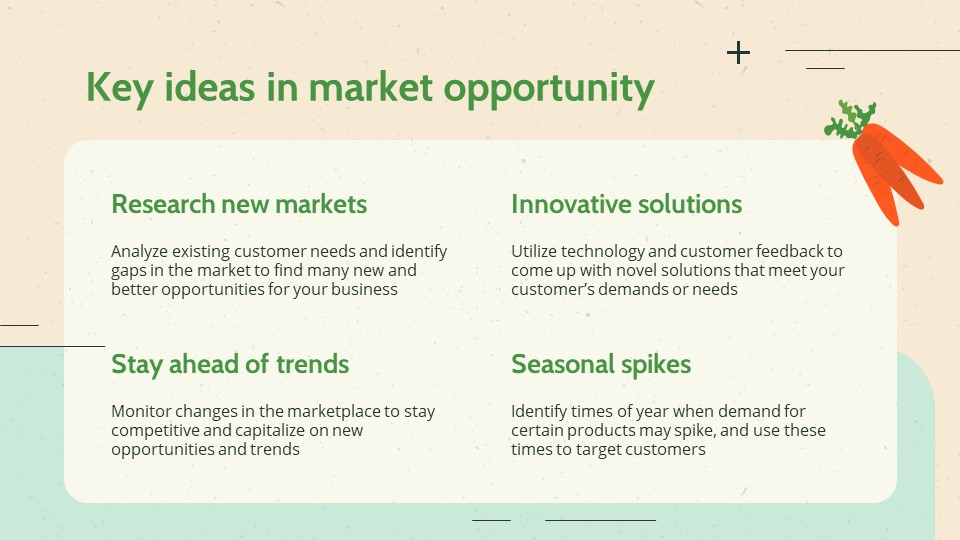 Key ideas in market opportunity
Research new markets
Analyze existing customer needs and identify
gaps in the market to find many new and
better opportunities for your business
Innovative solutions
Utilize technology and customer feedback to
come up with novel solutions that meet your
customer’s demands or needs
Stay ahead of trends
Monitor changes in the marketplace to stay
competitive and capitalize on new
opportunities and trends
Seasonal spikes
Identify times of year when demand for
certain products may spike, and use these
times to target customers